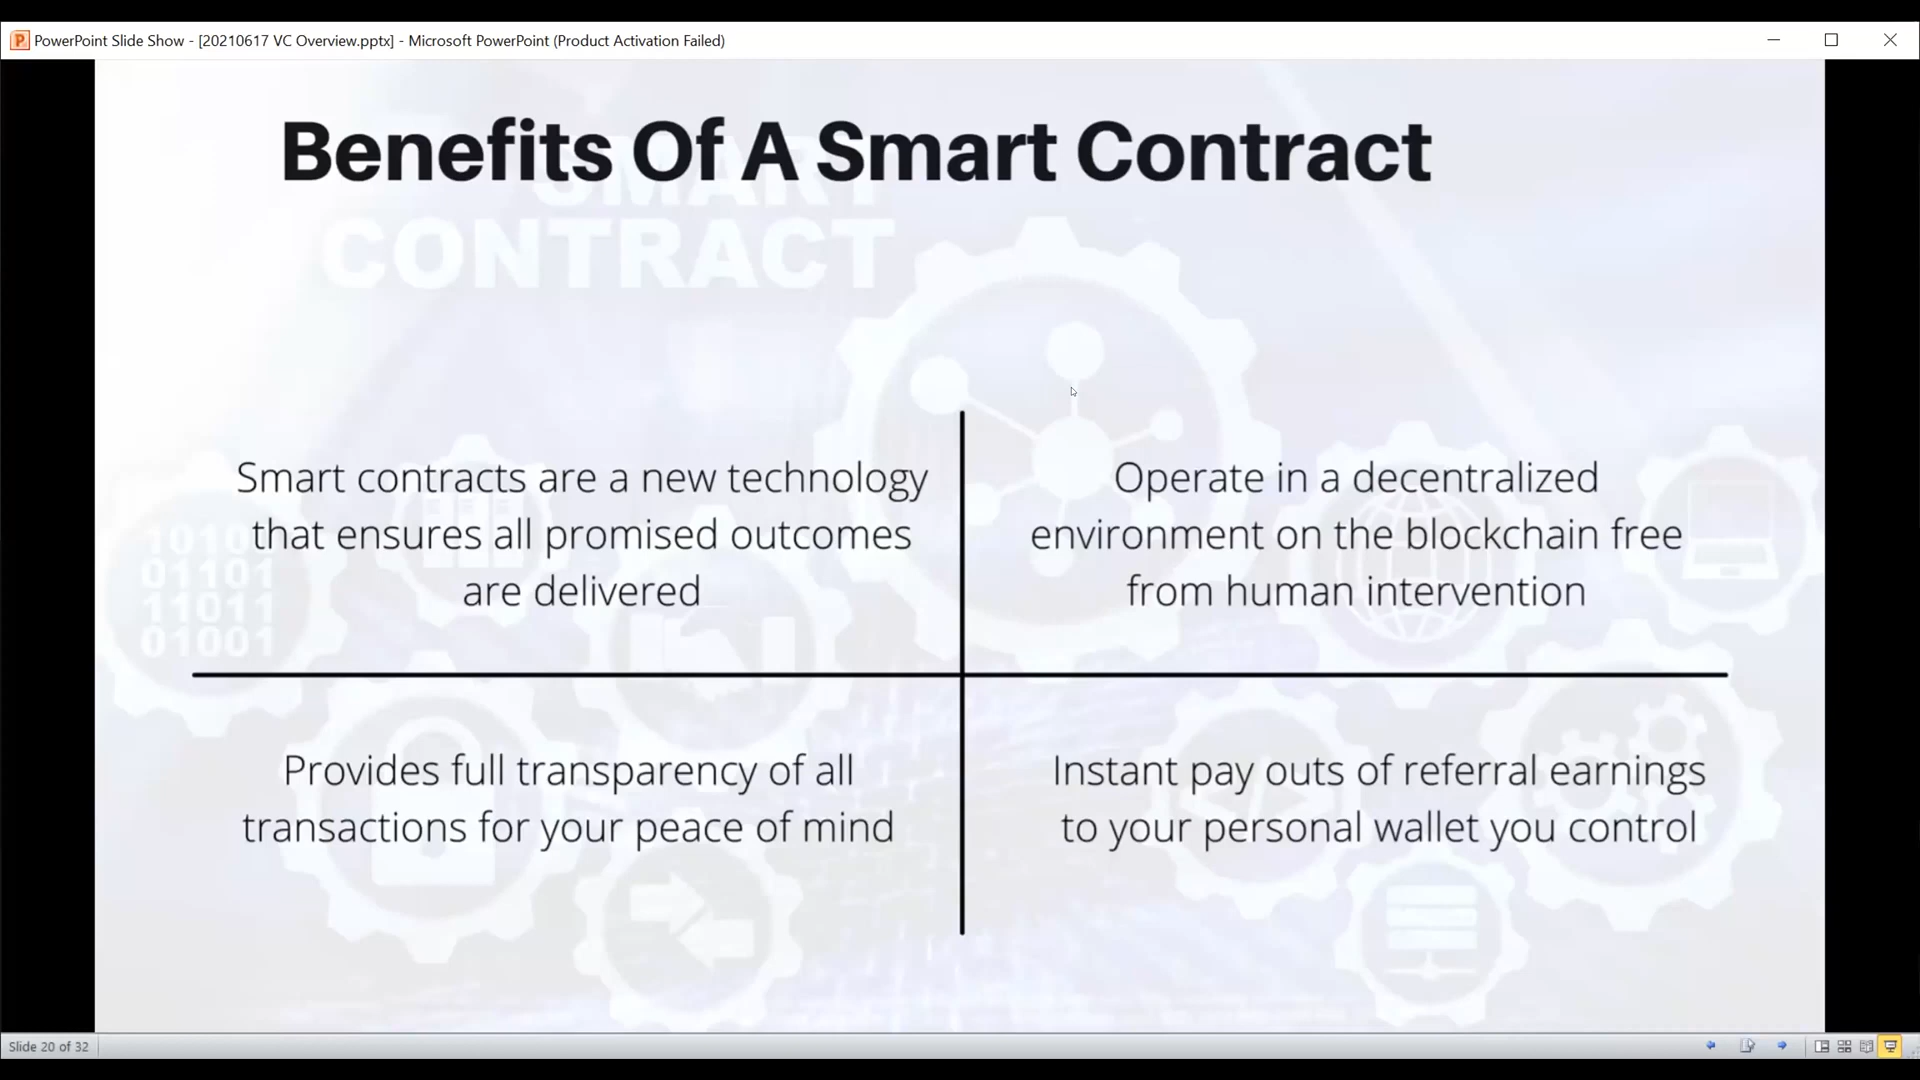 PowerPoint Slide Show - [20210617 VC Overview.pptx] - Microsoft PowerPoint (Product Activation Failed)
Benefits Of A Smart Contract
SMART
CONTRACT
Smart contracts are a new technology
that ensures all promised outcomes
are delivered
Operate in a decentralized
environment on the blockchain free
from human intervention
10101
01101
11011
01001
Provides full transparency of all
transactions for your peace of mind
Instant pay outs of referral earnings
to your personal wallet you control
Slide 20 of 32